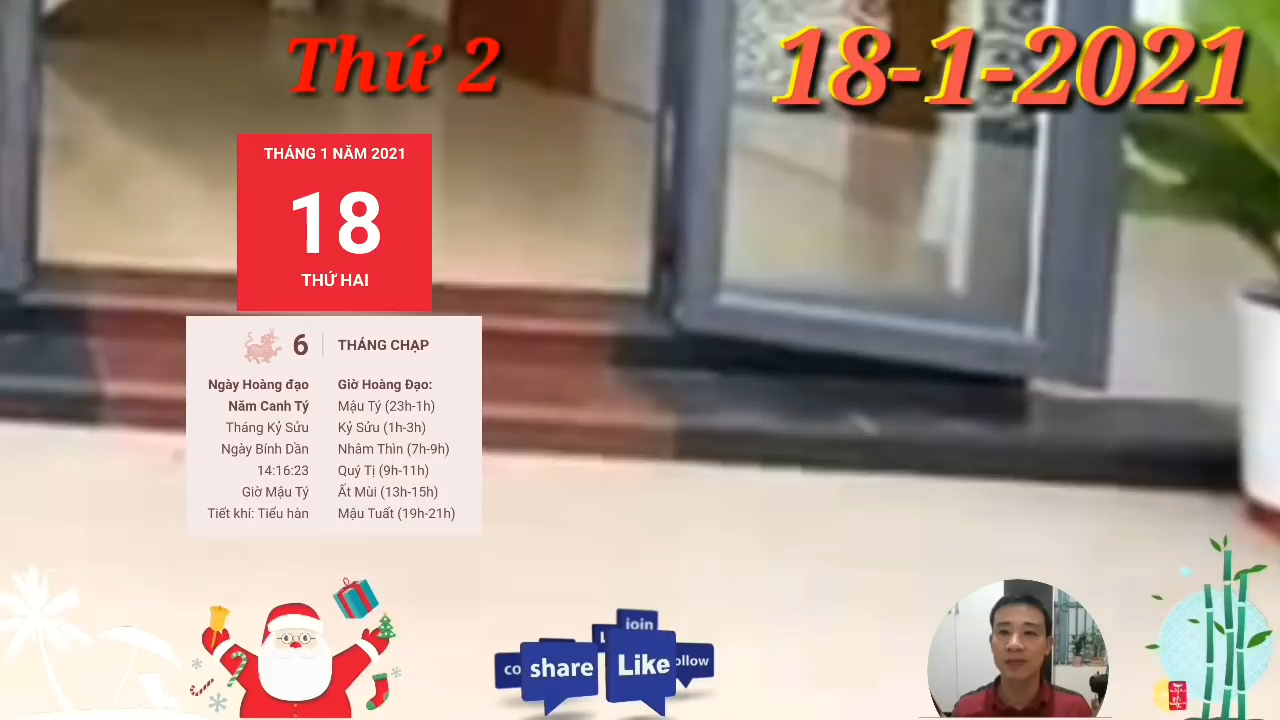 Thứ 2
18-1-2021
THÁNG 1 NĂM 2021
18
THỨ HAI
6
THÁNG CHẠP
Ngày Hoàng đạo
Năm Canh Tý
Tháng Kỷ Sửu
Ngày Bính Dần
14:16:23
Giờ Mậu Tý
Tiết khí: Tiểu hàn
Giờ Hoàng Đạo:
Mậu Tý (23h-1h)
Kỷ Sửu (1h-3h)
Nhâm Thìn (7h-9h)
Quý Tị (9h-11h)
Ất Mùi (13h-15h)
Mậu Tuất (19h-21h)
join
co
share
Like
ollow